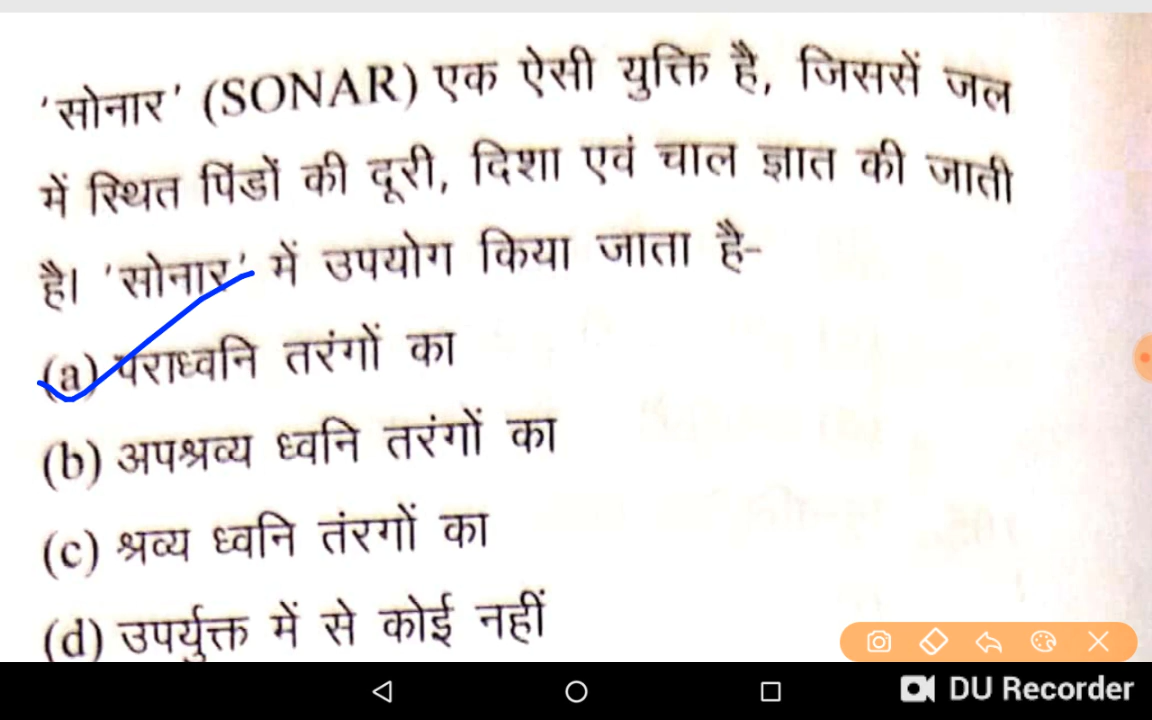 'सोनार' (SONAR) एक ऐसी युक्ति है, जिससें जल
में स्थित पिंडों की दूरी, दिशा एवं चाल ज्ञात की जाती
है। 'सोनार' में उपयोग किया जाता है-
(a) पराध्वनि तरंगों का
(b) अपश्रव्य ध्वनि तरंगों का
(c) श्रव्य ध्वनि तंरगों का
(d) उपर्युक्त में से कोई नहीं
DU Recorder